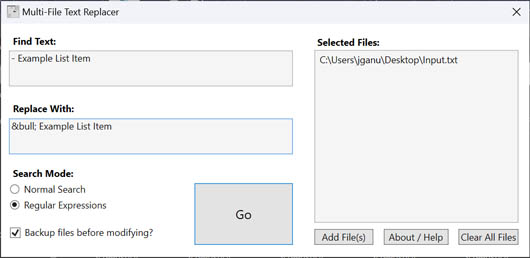 Multi-File Text Replacer
Find Text:
- Example List Item
Replace With:
&bull; Example List Item
Search Mode:
Normal Search
Regular Expressions
Backup files before modifying?
Go
Selected Files:
C:\Users\jganu\Desktop\Input.txt
Add File(s)
About / Help
Clear All Files